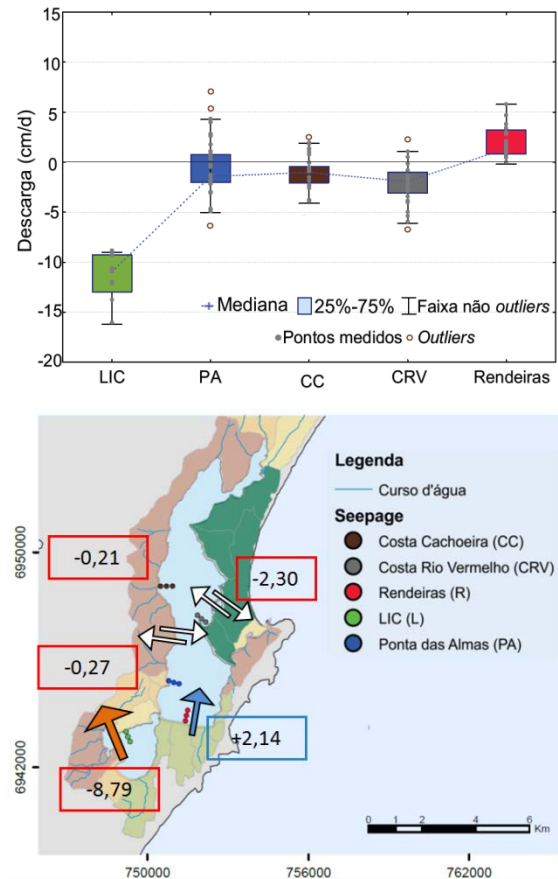 Descarga (cm/d)
15
10
5
0
-5
-10
-15
-20
Mediana 25%-75% Faixa não outliers
Pontos medidos Outliers
LIC PA CC CRV Rendeiras
6950000
6942000
-0,21
-2,30
-0,27
+2,14
-8,79
Legenda
Curso d'água
Seepage
Costa Cachoeira (CC)
Costa Rio Vermelho (CRV)
Rendeiras (R)
LIC (L)
Ponta das Almas (PA)
0 1 2 4 6
Km
750000 756000 762000